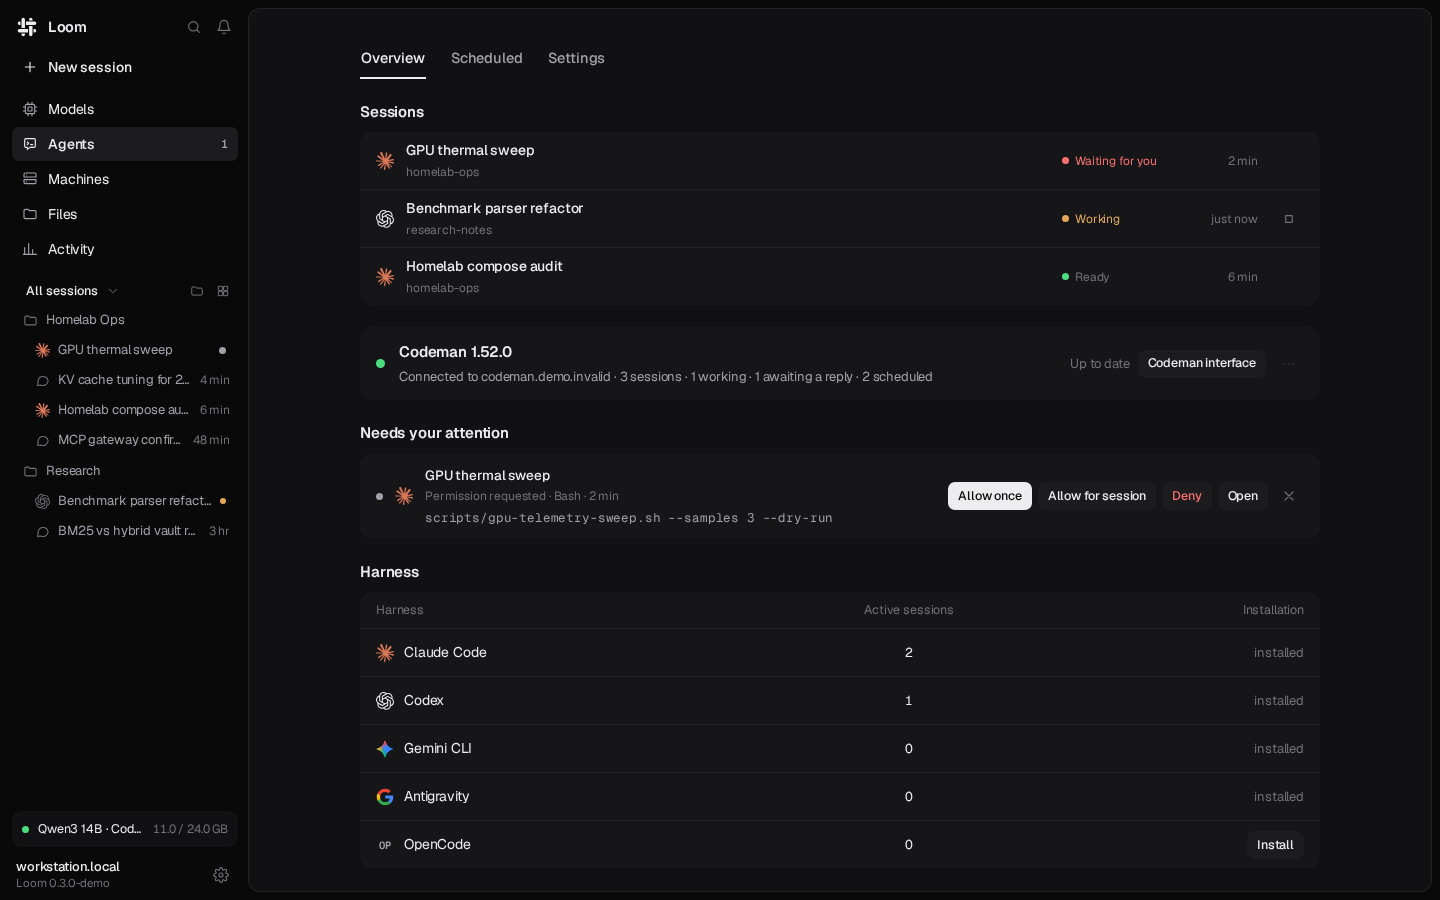 Loom
New session
Models
Agents 1
Machines
Files
Activity
All sessions
Homelab Ops
GPU thermal sweep
KV cache tuning for 2... 4 min
Homelab compose au... 6 min
MCP gateway confir... 48 min
Research
Benchmark parser refact...
BM25 vs hybrid vault r... 3 hr
Qwen3 14B · Cod... 11.0 / 24.0 GB
workstation.local
Loom 0.3.0-demo
Overview Scheduled Settings
Sessions
GPU thermal sweep
homelab-ops
Waiting for you 2 min
Benchmark parser refactor
research-notes
Working just now
Homelab compose audit
homelab-ops
Ready 6 min
Codeman 1.52.0
Connected to codeman.demo.invalid · 3 sessions · 1 working · 1 awaiting a reply · 2 scheduled
Up to date Codeman interface ...
Needs your attention
GPU thermal sweep
Permission requested · Bash · 2 min
scripts/gpu-telemetry-sweep.sh --samples 3 --dry-run
Allow once Allow for session Deny Open
Harness
Harness Active sessions Installation
Claude Code 2 installed
Codex 1 installed
Gemini CLI 0 installed
Antigravity 0 installed
OP OpenCode 0 Install